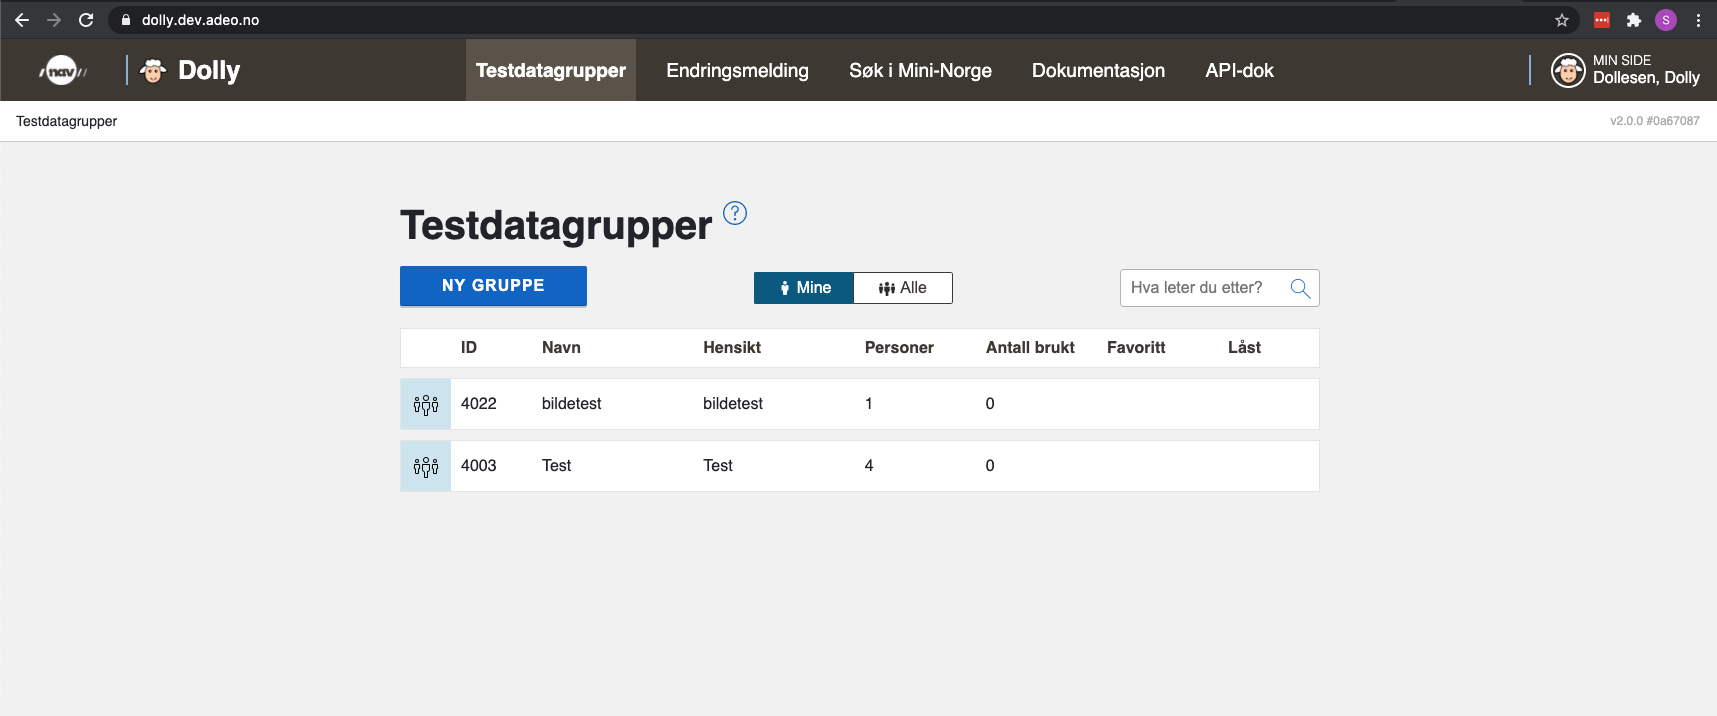 dolly.dev.adeo.no
S
nav
Dolly
Testdatagrupper
Endringsmelding
Søk i Mini-Norge
Dokumentasjon
API-dok
MIN SIDE
Dollesen, Dolly
Testdatagrupper
v2.0.0 #0a67087
Testdatagrupper ?
NY GRUPPE
Mine
Alle
Hva leter du etter?
ID Navn Hensikt Personer Antall brukt Favoritt Låst
4022 bildetest bildetest 1 0
4003 Test Test 4 0